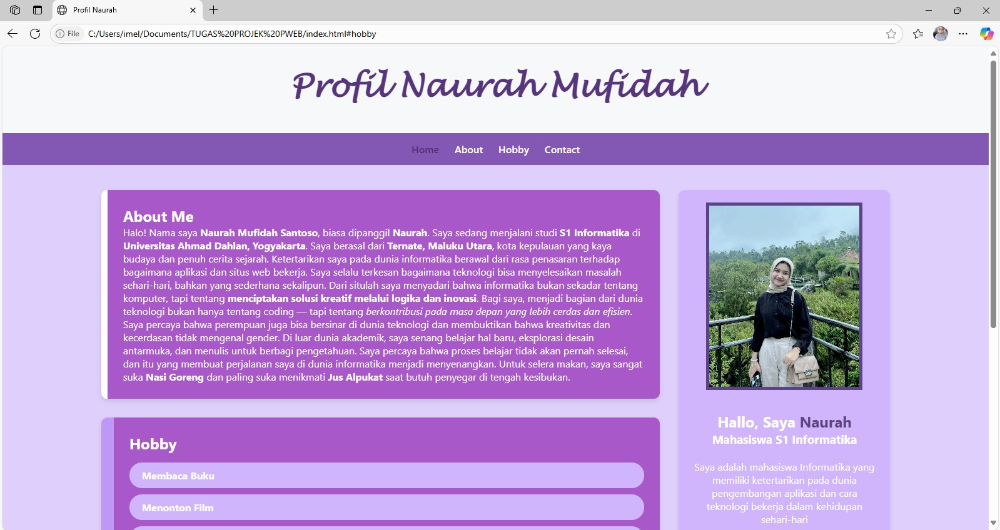 Profil Naurah
File
C:/Users/imel/Documents/TUGAS%20PROJEK%20PWEB/index.html#hobby
Profil Naurah Mufidah
Home About Hobby Contact
About Me
Halo! Nama saya Naurah Mufidah Santoso, biasa dipanggil Naurah. Saya sedang menjalani studi S1 Informatika di
Universitas Ahmad Dahlan, Yogyakarta. Saya berasal dari Ternate, Maluku Utara, kota kepulauan yang kaya
budaya dan penuh cerita sejarah. Ketertarikan saya pada dunia informatika berawal dari rasa penasaran terhadap
bagaimana aplikasi dan situs web bekerja. Saya selalu terkesan bagaimana teknologi bisa menyelesaikan masalah
sehari-hari, bahkan yang sederhana sekalipun. Dari situlah saya menyadari bahwa informatika bukan sekadar tentang
komputer, tapi tentang menciptakan solusi kreatif melalui logika dan inovasi. Bagi saya, menjadi bagian dari dunia
teknologi bukan hanya tentang coding — tapi tentang berkontribusi pada masa depan yang lebih cerdas dan efisien.
Saya percaya bahwa perempuan juga bisa bersinar di dunia teknologi dan membuktikan bahwa kreativitas dan
kecerdasan tidak mengenal gender. Di luar dunia akademik, saya senang belajar hal baru, eksplorasi desain
antarmuka, dan menulis untuk berbagi pengetahuan. Saya percaya bahwa proses belajar tidak akan pernah selesai,
dan itu yang membuat perjalanan saya di dunia informatika menjadi menyenangkan. Untuk selera makan, saya sangat
suka Nasi Goreng dan paling suka menikmati Jus Alpukat saat butuh penyegar di tengah kesibukan.
Hobby
Membaca Buku
Menonton Film
Hallo, Saya Naurah
Mahasiswa S1 Informatika
Saya adalah mahasiswa Informatika yang
memiliki ketertarikan pada dunia
pengembangan aplikasi dan cara
teknologi bekerja dalam kehidupan
sehari-hari